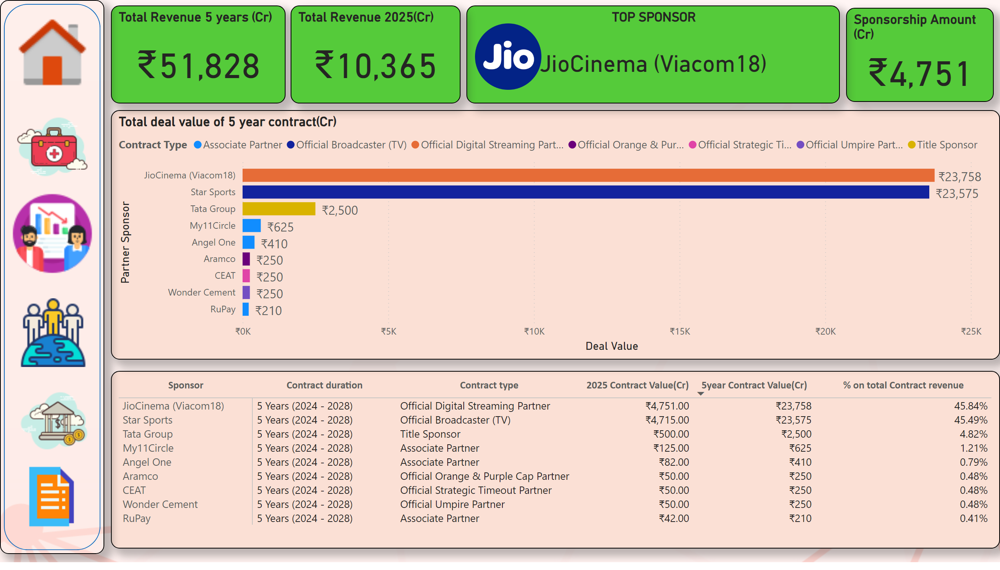 Total Revenue 5 years (Cr)
₹51,828
Total Revenue 2025(Cr)
₹10,365
TOP SPONSOR
Jio
JioCinema (Viacom18)
Sponsorship Amount
(Cr)
₹4,751
Total deal value of 5 year contract(Cr)
Contract Type Associate Partner Official Broadcaster (TV) Official Digital Streaming Part... Official Orange & Pur... Official Strategic Ti... Official Umpire Part... Title Sponsor
Partner Sponsor
JioCinema (Viacom18) ₹23,758
Star Sports ₹23,575
Tata Group ₹2,500
My11Circle ₹625
Angel One ₹410
Aramco ₹250
CEAT ₹250
Wonder Cement ₹250
RuPay ₹210
₹0K ₹5K ₹10K ₹15K ₹20K ₹25K
Deal Value
Sponsor Contract duration Contract type 2025 Contract Value(Cr) 5year Contract Value(Cr) % on total Contract revenue
JioCinema (Viacom18) 5 Years (2024 - 2028) Official Digital Streaming Partner ₹4,751.00 ₹23,758 45.84%
Star Sports 5 Years (2024 - 2028) Official Broadcaster (TV) ₹4,715.00 ₹23,575 45.49%
Tata Group 5 Years (2024 - 2028) Title Sponsor ₹500.00 ₹2,500 4.82%
My11Circle 5 Years (2024 - 2028) Associate Partner ₹125.00 ₹625 1.21%
Angel One 5 Years (2024 - 2028) Associate Partner ₹82.00 ₹410 0.79%
Aramco 5 Years (2024 - 2028) Official Orange & Purple Cap Partner ₹50.00 ₹250 0.48%
CEAT 5 Years (2024 - 2028) Official Strategic Timeout Partner ₹50.00 ₹250 0.48%
Wonder Cement 5 Years (2024 - 2028) Official Umpire Partner ₹50.00 ₹250 0.48%
RuPay 5 Years (2024 - 2028) Associate Partner ₹42.00 ₹210 0.41%